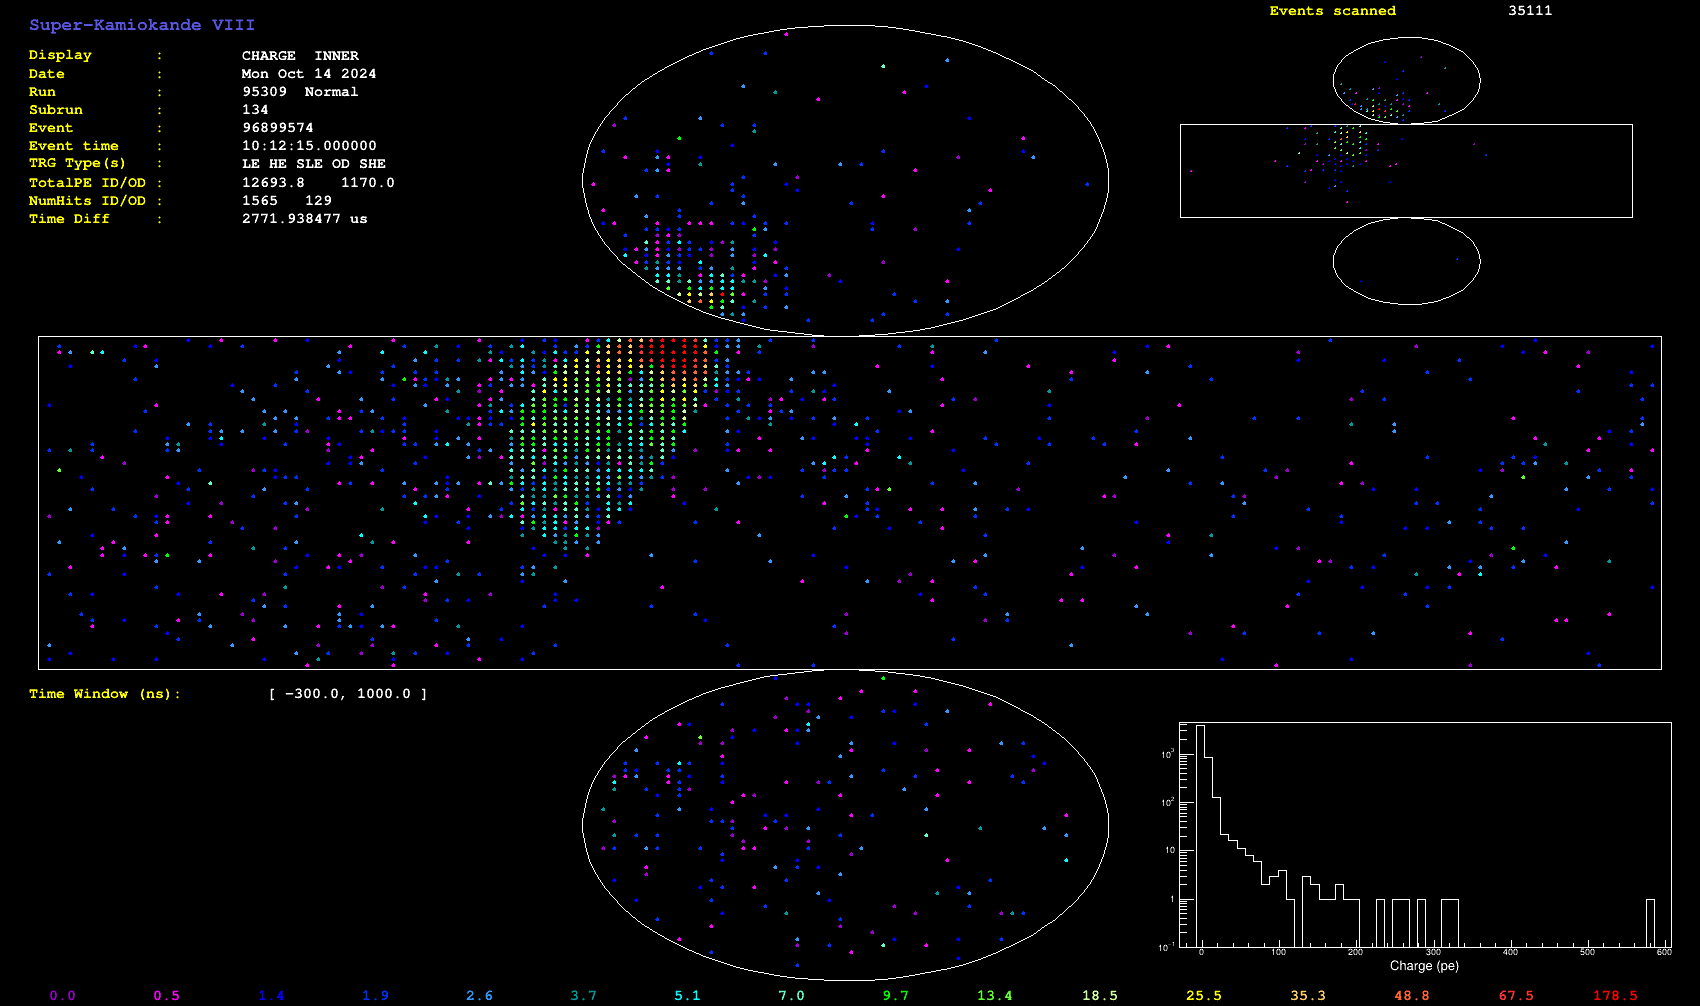 Super-Kamiokande VIII
Events scanned 35111
Display : CHARGE INNER
Date : Mon Oct 14 2024
Run : 95309 Normal
Subrun : 134
Event : 96899574
Event time : 10:12:15.000000
TRG Type(s) : LE HE SLE OD SHE
TotalPE ID/OD : 12693.8 1170.0
NumHits ID/OD : 1565 129
Time Diff : 2771.938477 us
Time Window (ns): [ -300.0, 1000.0 ]
10³
10²
10
1
10⁻¹
0 100 200 300 400 500 600
Charge (pe)
0.0 0.5 1.4 1.9 2.6 3.7 5.1 7.0 9.7 13.4 18.5 25.5 35.3 48.8 67.5 178.5